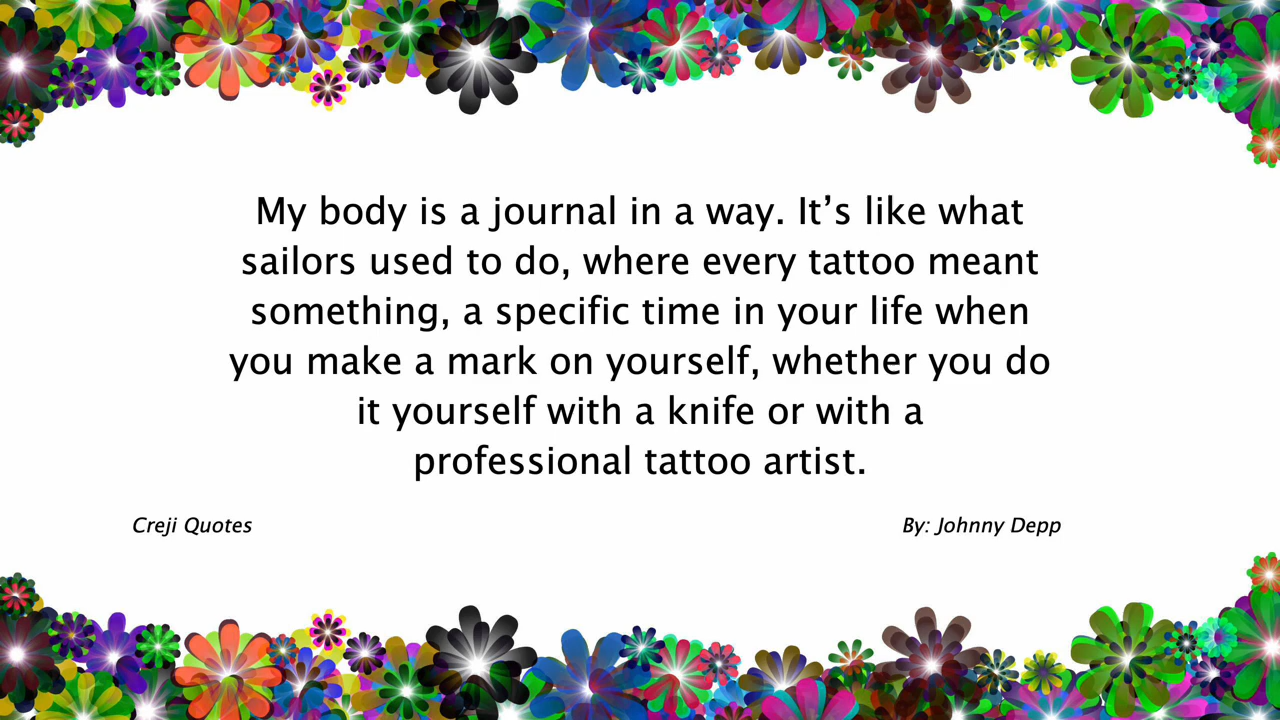 My body is a journal in a way. It’s like what
sailors used to do, where every tattoo meant
something, a specific time in your life when
you make a mark on yourself, whether you do
it yourself with a knife or with a
professional tattoo artist.
Creji Quotes
By: Johnny Depp